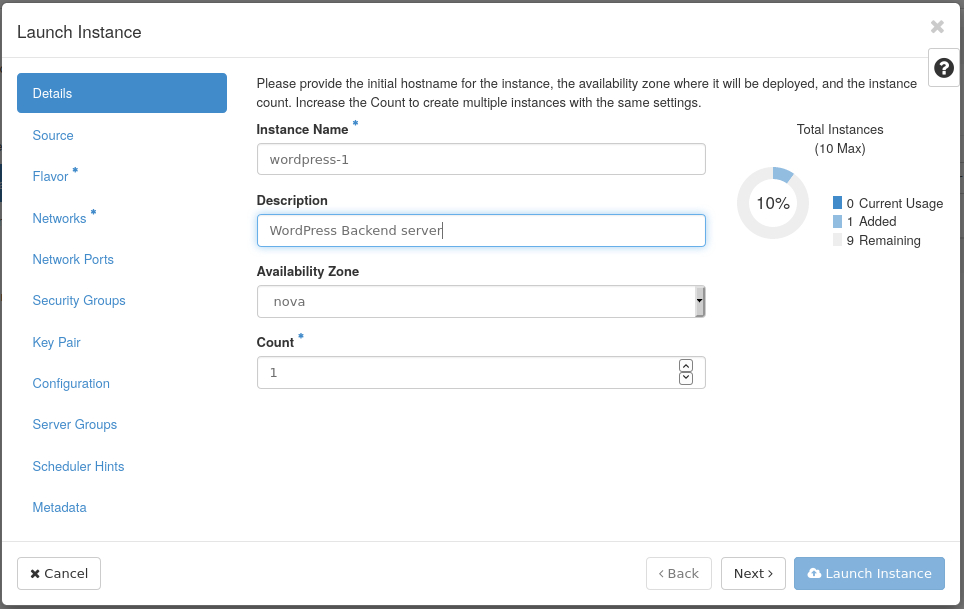 Launch Instance
Details
Source
Flavor *
Networks *
Network Ports
Security Groups
Key Pair
Configuration
Server Groups
Scheduler Hints
Metadata
Please provide the initial hostname for the instance, the availability zone where it will be deployed, and the instance
count. Increase the Count to create multiple instances with the same settings.
Instance Name *
wordpress-1
Description
WordPress Backend server
Availability Zone
nova
Count *
1
Total Instances
(10 Max)
10%
0 Current Usage
1 Added
9 Remaining
Cancel
Back
Next
Launch Instance